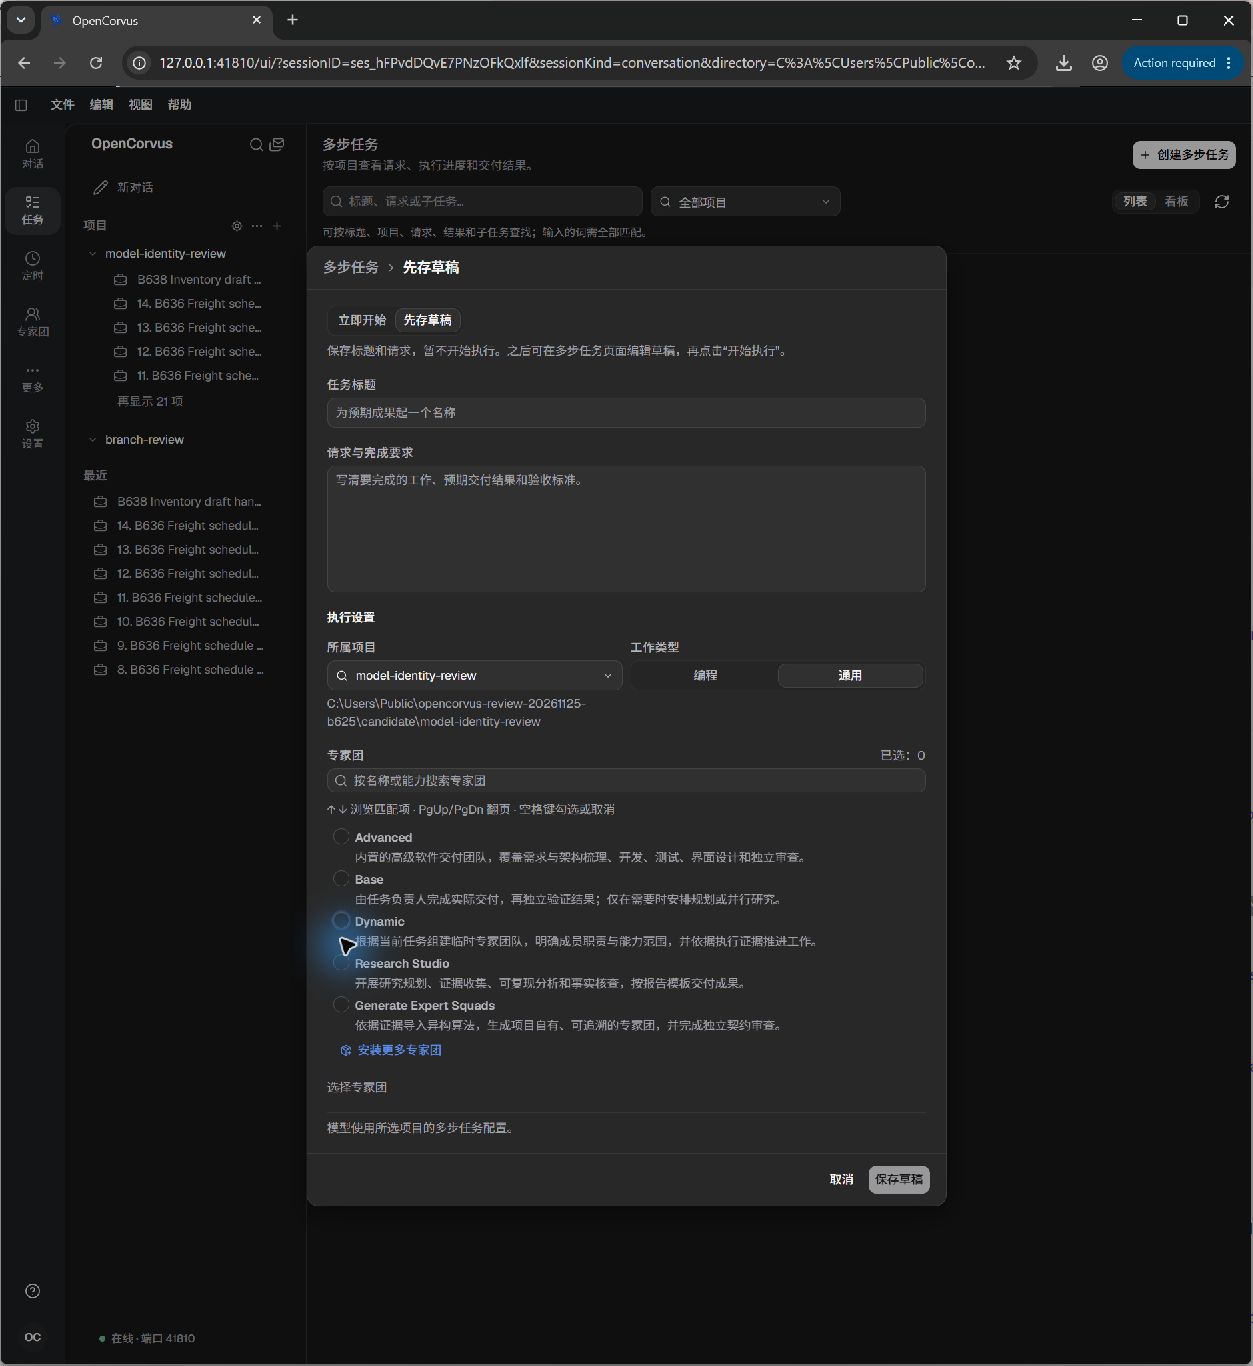 OpenCorvus
127.0.0.1:41810/ui/?sessionID=ses_hFPvdDQvE7PNzOFkQxlf&sessionKind=conversation&directory=C%3A%5CUsers%5CPublic%5Co...
Action required
文件 编辑 视图 帮助
对话
任务
定时
专家团
更多
设置
OC
OpenCorvus
新对话
项目
model-identity-review
B638 Inventory draft ...
14. B636 Freight sche...
13. B636 Freight sche...
12. B636 Freight sche...
11. B636 Freight sche...
再显示 21 项
branch-review
最近
B638 Inventory draft han...
14. B636 Freight schedul...
13. B636 Freight schedul...
12. B636 Freight schedul...
11. B636 Freight schedule...
10. B636 Freight schedul...
9. B636 Freight schedule ...
8. B636 Freight schedule ...
在线 · 端口 41810
多步任务
按项目查看请求、执行进度和交付结果。
+ 创建多步任务
标题、请求或子任务...
全部项目
列表 看板
可按标题、项目、请求、结果和子任务查找；输入的词需全部匹配。
多步任务 › 先存草稿
立即开始 先存草稿
保存标题和请求，暂不开始执行。之后可在多步任务页面编辑草稿，再点击“开始执行”。
任务标题
为预期成果起一个名称
请求与完成要求
写清要完成的工作、预期交付结果和验收标准。
执行设置
所属项目 工作类型
model-identity-review 编程 通用
C:\Users\Public\opencorvus-review-20261125-
b625\candidate\model-identity-review
专家团 已选：0
按名称或能力搜索专家团
↑↓ 浏览匹配项 · PgUp/PgDn 翻页 · 空格键勾选或取消
Advanced
内置的高级软件交付团队，覆盖需求与架构梳理、开发、测试、界面设计和独立审查。
Base
由任务负责人完成实际交付，再独立验证结果；仅在需要时安排规划或并行研究。
Dynamic
根据当前任务组建临时专家团队，明确成员职责与能力范围，并依据执行证据推进工作。
Research Studio
开展研究规划、证据收集、可复现分析和事实核查，按报告模板交付成果。
Generate Expert Squads
依据证据导入异构算法，生成项目自有、可追溯的专家团，并完成独立契约审查。
安装更多专家团
选择专家团
模型使用所选项目的多步任务配置。
取消 保存草稿